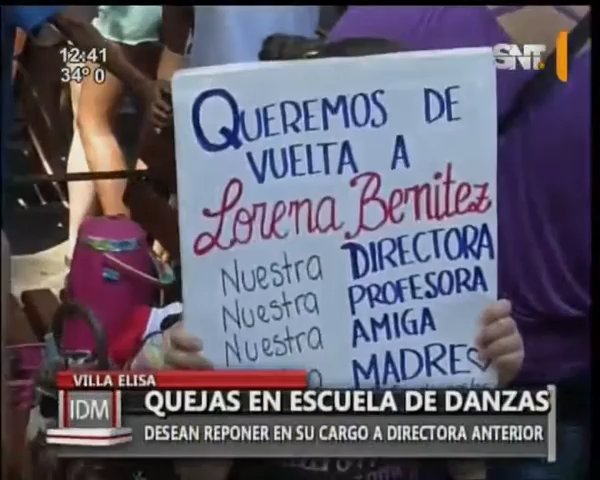 12:41
34°0
SNT
QUEREMOS DE
VUELTA A
Lorena Benitez
NUESTRA DIRECTORA
NUESTRA PROFESORA
NUESTRA AMIGA
MADRE
VILLA ELISA
IDM
QUEJAS EN ESCUELA DE DANZAS
DESEAN REPONER EN SU CARGO A DIRECTORA ANTERIOR